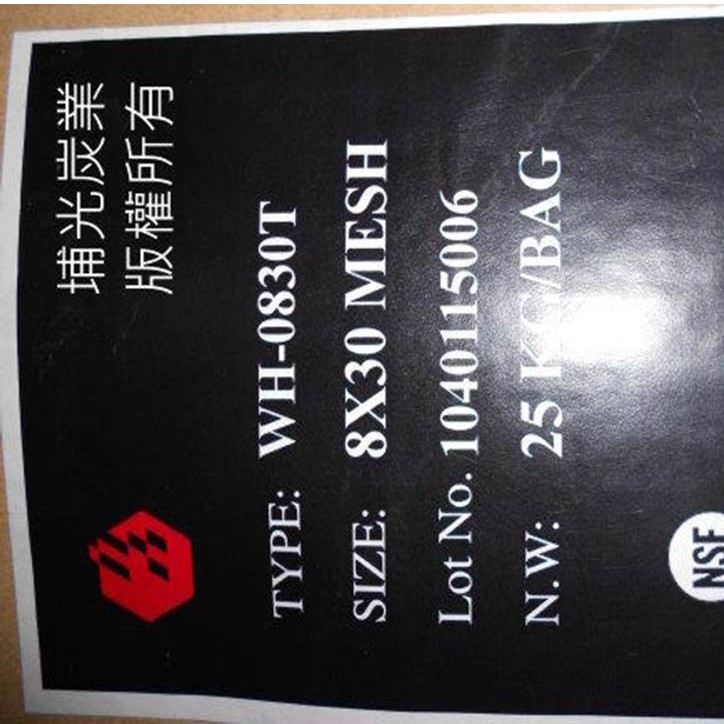 埔光炭業
版權所有
TYPE: WH-0830T
SIZE: 8X30 MESH
Lot No. 1040115006
N.W: 25 KG/BAG
NSF